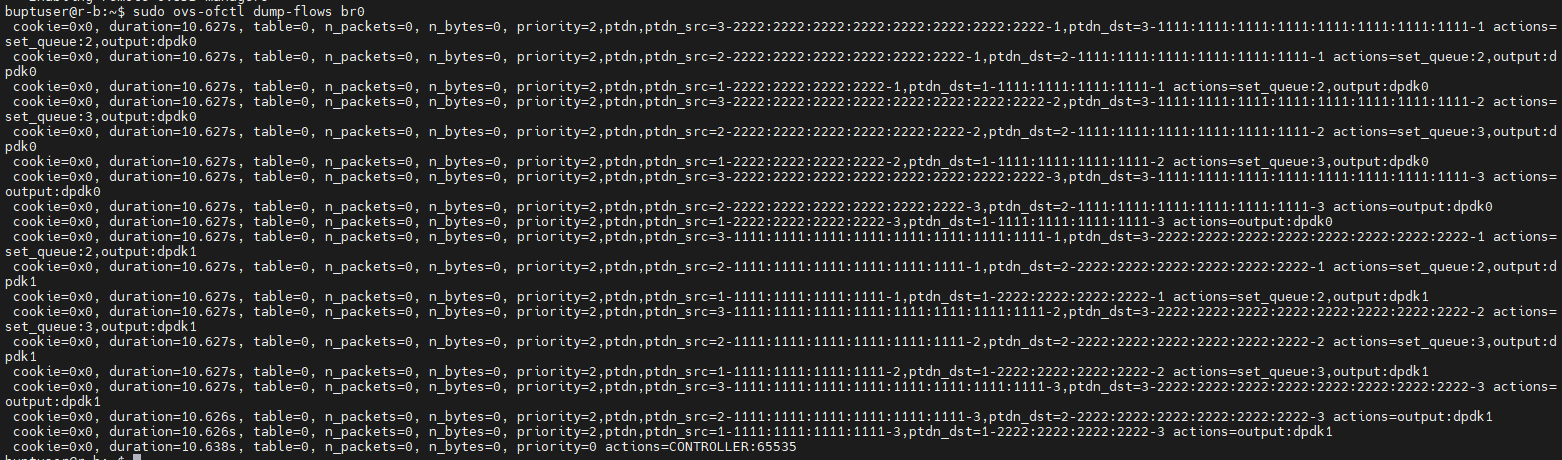 buptuser@r-b:~$ sudo ovs-ofctl dump-flows br0
 cookie=0x0, duration=10.627s, table=0, n_packets=0, n_bytes=0, priority=2,ptdn,ptdn_src=3-2222:2222:2222:2222:2222:2222:2222:2222-1,ptdn_dst=3-1111:1111:1111:1111:1111:1111:1111:1111-1 actions=
set_queue:2,output:dpdk0
 cookie=0x0, duration=10.627s, table=0, n_packets=0, n_bytes=0, priority=2,ptdn,ptdn_src=2-2222:2222:2222:2222:2222:2222-1,ptdn_dst=2-1111:1111:1111:1111:1111:1111-1 actions=set_queue:2,output:d
pdk0
 cookie=0x0, duration=10.627s, table=0, n_packets=0, n_bytes=0, priority=2,ptdn,ptdn_src=1-2222:2222:2222:2222-1,ptdn_dst=1-1111:1111:1111:1111-1 actions=set_queue:2,output:dpdk0
 cookie=0x0, duration=10.627s, table=0, n_packets=0, n_bytes=0, priority=2,ptdn,ptdn_src=3-2222:2222:2222:2222:2222:2222:2222:2222-2,ptdn_dst=3-1111:1111:1111:1111:1111:1111:1111:1111-2 actions=
set_queue:3,output:dpdk0
 cookie=0x0, duration=10.627s, table=0, n_packets=0, n_bytes=0, priority=2,ptdn,ptdn_src=2-2222:2222:2222:2222:2222:2222-2,ptdn_dst=2-1111:1111:1111:1111:1111:1111-2 actions=set_queue:3,output:d
pdk0
 cookie=0x0, duration=10.627s, table=0, n_packets=0, n_bytes=0, priority=2,ptdn,ptdn_src=1-2222:2222:2222:2222-2,ptdn_dst=1-1111:1111:1111:1111-2 actions=set_queue:3,output:dpdk0
 cookie=0x0, duration=10.627s, table=0, n_packets=0, n_bytes=0, priority=2,ptdn,ptdn_src=3-2222:2222:2222:2222:2222:2222:2222:2222-3,ptdn_dst=3-1111:1111:1111:1111:1111:1111:1111:1111-3 actions=
output:dpdk0
 cookie=0x0, duration=10.627s, table=0, n_packets=0, n_bytes=0, priority=2,ptdn,ptdn_src=2-2222:2222:2222:2222:2222:2222-3,ptdn_dst=2-1111:1111:1111:1111:1111:1111-3 actions=output:dpdk0
 cookie=0x0, duration=10.627s, table=0, n_packets=0, n_bytes=0, priority=2,ptdn,ptdn_src=1-2222:2222:2222:2222-3,ptdn_dst=1-1111:1111:1111:1111-3 actions=output:dpdk0
 cookie=0x0, duration=10.627s, table=0, n_packets=0, n_bytes=0, priority=2,ptdn,ptdn_src=3-1111:1111:1111:1111:1111:1111:1111:1111-1,ptdn_dst=3-2222:2222:2222:2222:2222:2222:2222:2222-1 actions=
set_queue:2,output:dpdk1
 cookie=0x0, duration=10.627s, table=0, n_packets=0, n_bytes=0, priority=2,ptdn,ptdn_src=2-1111:1111:1111:1111:1111:1111-1,ptdn_dst=2-2222:2222:2222:2222:2222:2222-1 actions=set_queue:2,output:d
pdk1
 cookie=0x0, duration=10.627s, table=0, n_packets=0, n_bytes=0, priority=2,ptdn,ptdn_src=1-1111:1111:1111:1111-1,ptdn_dst=1-2222:2222:2222:2222-1 actions=set_queue:2,output:dpdk1
 cookie=0x0, duration=10.627s, table=0, n_packets=0, n_bytes=0, priority=2,ptdn,ptdn_src=3-1111:1111:1111:1111:1111:1111:1111:1111-2,ptdn_dst=3-2222:2222:2222:2222:2222:2222:2222:2222-2 actions=
set_queue:3,output:dpdk1
 cookie=0x0, duration=10.627s, table=0, n_packets=0, n_bytes=0, priority=2,ptdn,ptdn_src=2-1111:1111:1111:1111:1111:1111-2,ptdn_dst=2-2222:2222:2222:2222:2222:2222-2 actions=set_queue:3,output:d
pdk1
 cookie=0x0, duration=10.627s, table=0, n_packets=0, n_bytes=0, priority=2,ptdn,ptdn_src=1-1111:1111:1111:1111-2,ptdn_dst=1-2222:2222:2222:2222-2 actions=set_queue:3,output:dpdk1
 cookie=0x0, duration=10.627s, table=0, n_packets=0, n_bytes=0, priority=2,ptdn,ptdn_src=3-1111:1111:1111:1111:1111:1111:1111:1111-3,ptdn_dst=3-2222:2222:2222:2222:2222:2222:2222:2222-3 actions=
output:dpdk1
 cookie=0x0, duration=10.626s, table=0, n_packets=0, n_bytes=0, priority=2,ptdn,ptdn_src=2-1111:1111:1111:1111:1111:1111-3,ptdn_dst=2-2222:2222:2222:2222:2222:2222-3 actions=output:dpdk1
 cookie=0x0, duration=10.626s, table=0, n_packets=0, n_bytes=0, priority=2,ptdn,ptdn_src=1-1111:1111:1111:1111-3,ptdn_dst=1-2222:2222:2222:2222-3 actions=output:dpdk1
 cookie=0x0, duration=10.638s, table=0, n_packets=0, n_bytes=0, priority=0 actions=CONTROLLER:65535
buptuser@r-b:~$